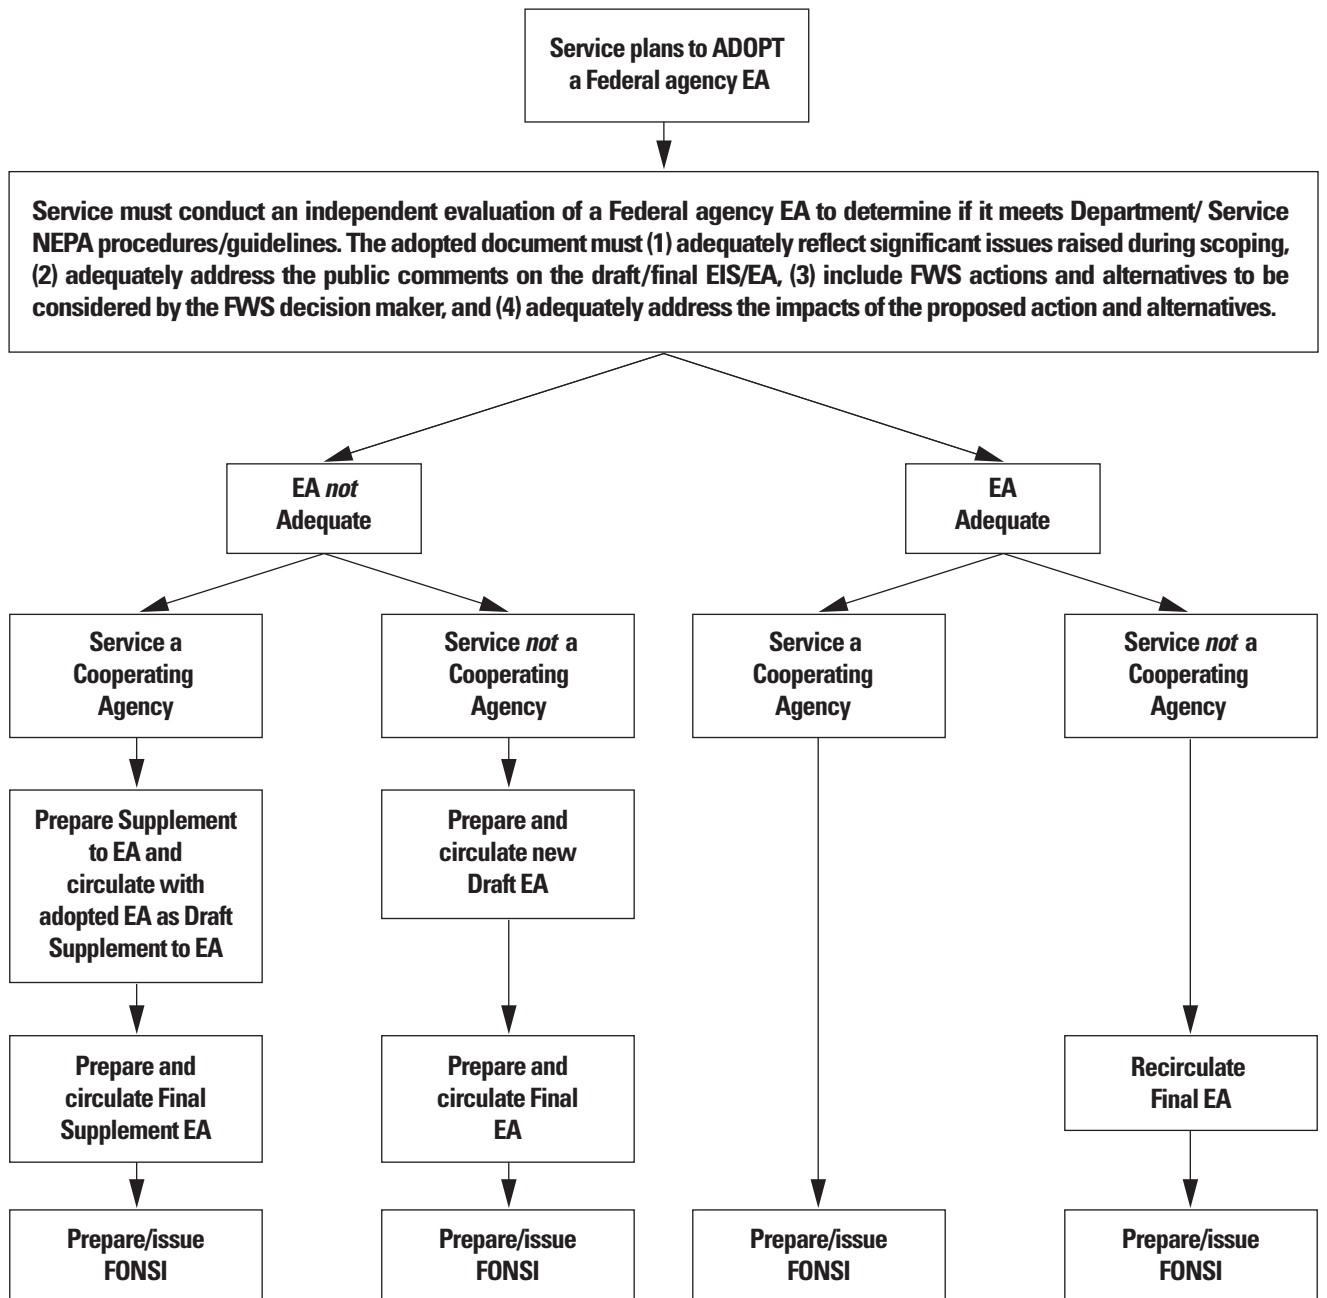 Service plans to ADOPT
a Federal agency EA
Service must conduct an independent evaluation of a Federal agency EA to determine if it meets Department/ Service
NEPA procedures/guidelines. The adopted document must (1) adequately reflect significant issues raised during scoping,
(2) adequately address the public comments on the draft/final EIS/EA, (3) include FWS actions and alternatives to be
considered by the FWS decision maker, and (4) adequately address the impacts of the proposed action and alternatives.
EA not
Adequate
EA
Adequate
Service a
Cooperating
Agency
Service not a
Cooperating
Agency
Service a
Cooperating
Agency
Service not a
Cooperating
Agency
Prepare Supplement
to EA and
circulate with
adopted EA as Draft
Supplement to EA
Prepare and
circulate new
Draft EA
Prepare and
circulate Final
Supplement EA
Prepare and
circulate Final
EA
Recirculate
Final EA
Prepare/issue
FONSI
Prepare/issue
FONSI
Prepare/issue
FONSI
Prepare/issue
FONSI